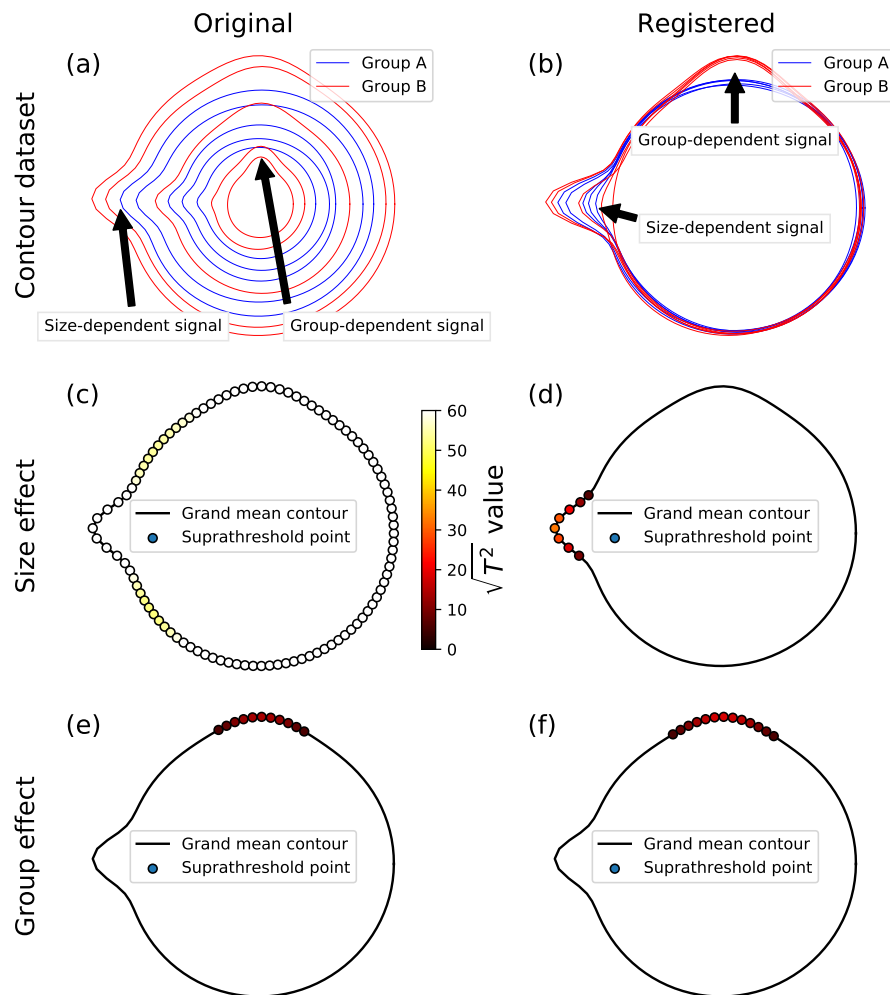 Original
Registered
Contour dataset
(a)
Group A
Group B
Size-dependent signal
Group-dependent signal
(b)
Group A
Group B
Group-dependent signal
Size-dependent signal
Size effect
(c)
Grand mean contour
Suprathreshold point
60
50
40
30
20
10
0
√T² value
(d)
Grand mean contour
Suprathreshold point
Group effect
(e)
Grand mean contour
Suprathreshold point
(f)
Grand mean contour
Suprathreshold point